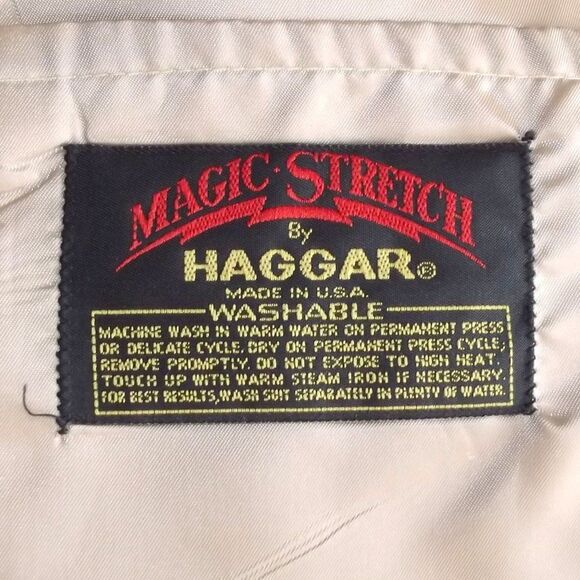 MAGIC·STRETCH
By
HAGGAR®
MADE IN U.S.A.
WASHABLE
MACHINE WASH IN WARM WATER ON PERMANENT PRESS
OR DELICATE CYCLE. DRY ON PERMANENT PRESS CYCLE,
REMOVE PROMPTLY. DO NOT EXPOSE TO HIGH HEAT.
TOUCH UP WITH WARM STEAM IRON IF NECESSARY.
FOR BEST RESULTS, WASH SUIT SEPARATELY IN PLENTY OF WATER.